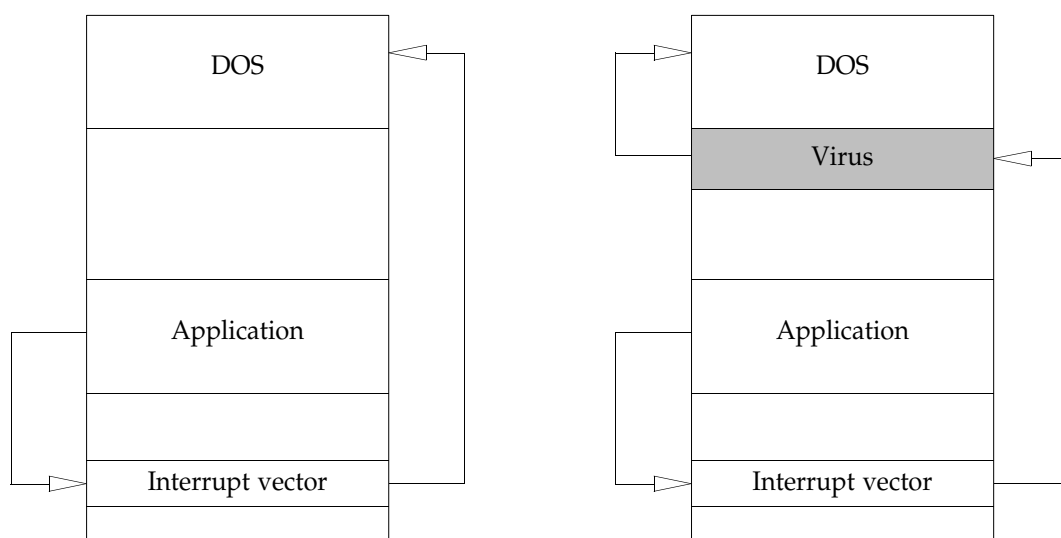 DOS
Application
Interrupt vector
DOS
Virus
Application
Interrupt vector